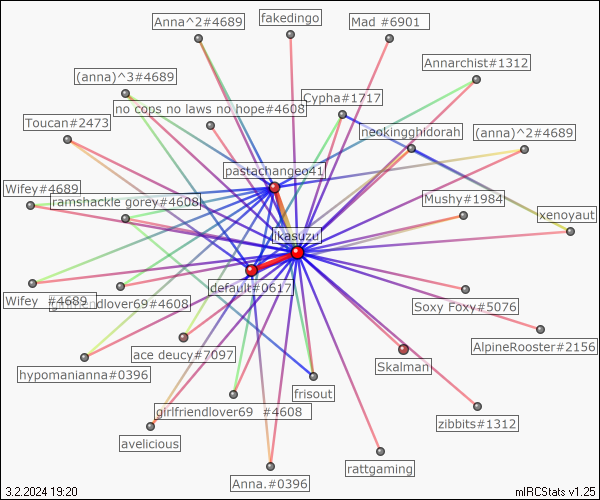 Anna^2#4689
fakedingo
Mad #6901
Annarchist#1312
(anna)^3#4689
Cypha#1717
no cops no laws no hope#4608
Toucan#2473
neokingghidorah
(anna)^2#4689
pastachangeo41
Wifey#4689
ramshackle gorey#4608
Mushy#1984
xenoyaut
ikasuzu
default#0617
Wifey #4689
girlfriendlover69#4608
Soxy Foxy#5076
ace deucy#7097
AlpineRooster#2156
Skalman
hypomanianna#0396
frisout
girlfriendlover69 #4608
zibbits#1312
avelicious
rattgaming
Anna.#0396
3.2.2024 19:20
mIRCStats v1.25